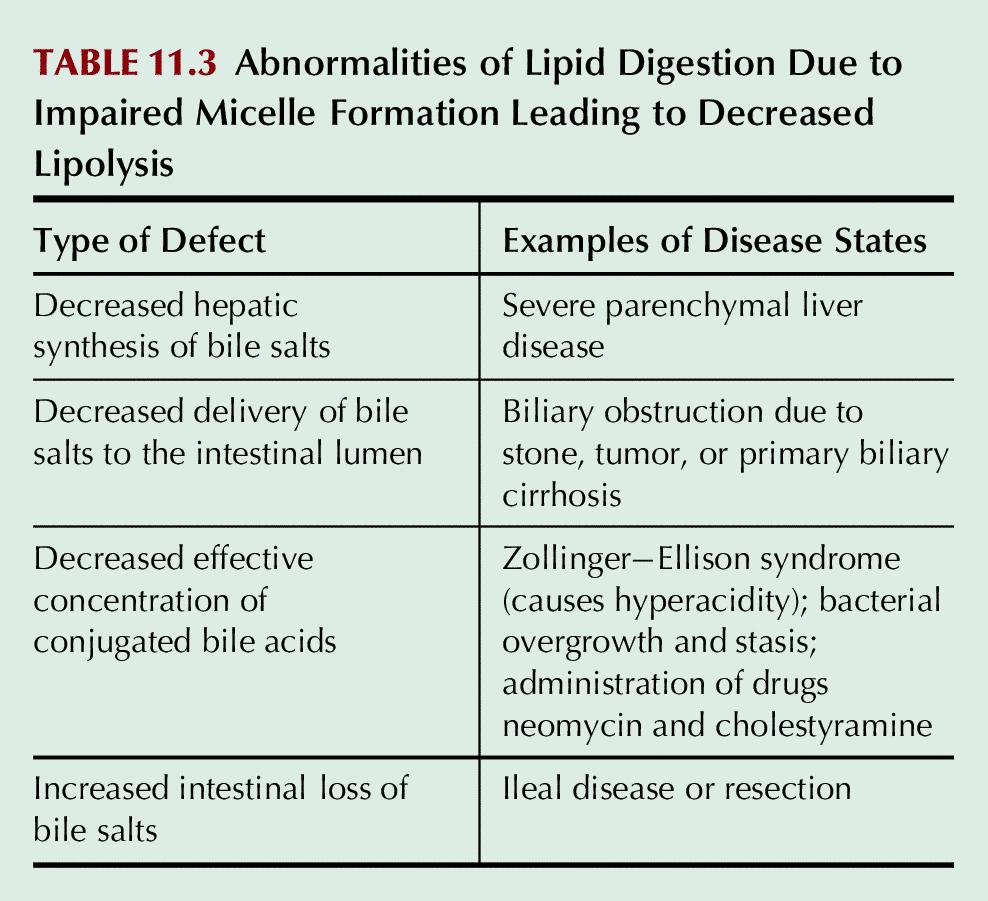 TABLE 11.3 Abnormalities of Lipid Digestion Due to
Impaired Micelle Formation Leading to Decreased
Lipolysis
Type of Defect
Examples of Disease States
Decreased hepatic
synthesis of bile salts
Severe parenchymal liver
disease
Decreased delivery of bile
salts to the intestinal lumen
Biliary obstruction due to
stone, tumor, or primary biliary
cirrhosis
Decreased effective
concentration of
conjugated bile acids
Zollinger—Ellison syndrome
(causes hyperacidity); bacterial
overgrowth and stasis;
administration of drugs
neomycin and cholestyramine
Increased intestinal loss of
bile salts
Ileal disease or resection